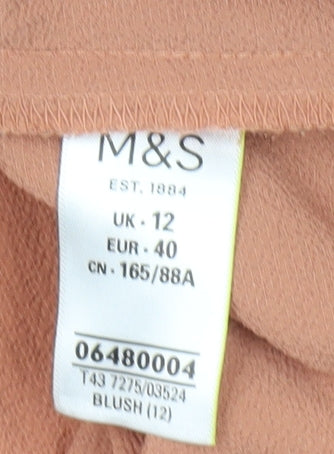 M&S
EST. 1884
UK · 12
EUR · 40
CN · 165/88A
06480004
T43 7275/03524
BLUSH (12)